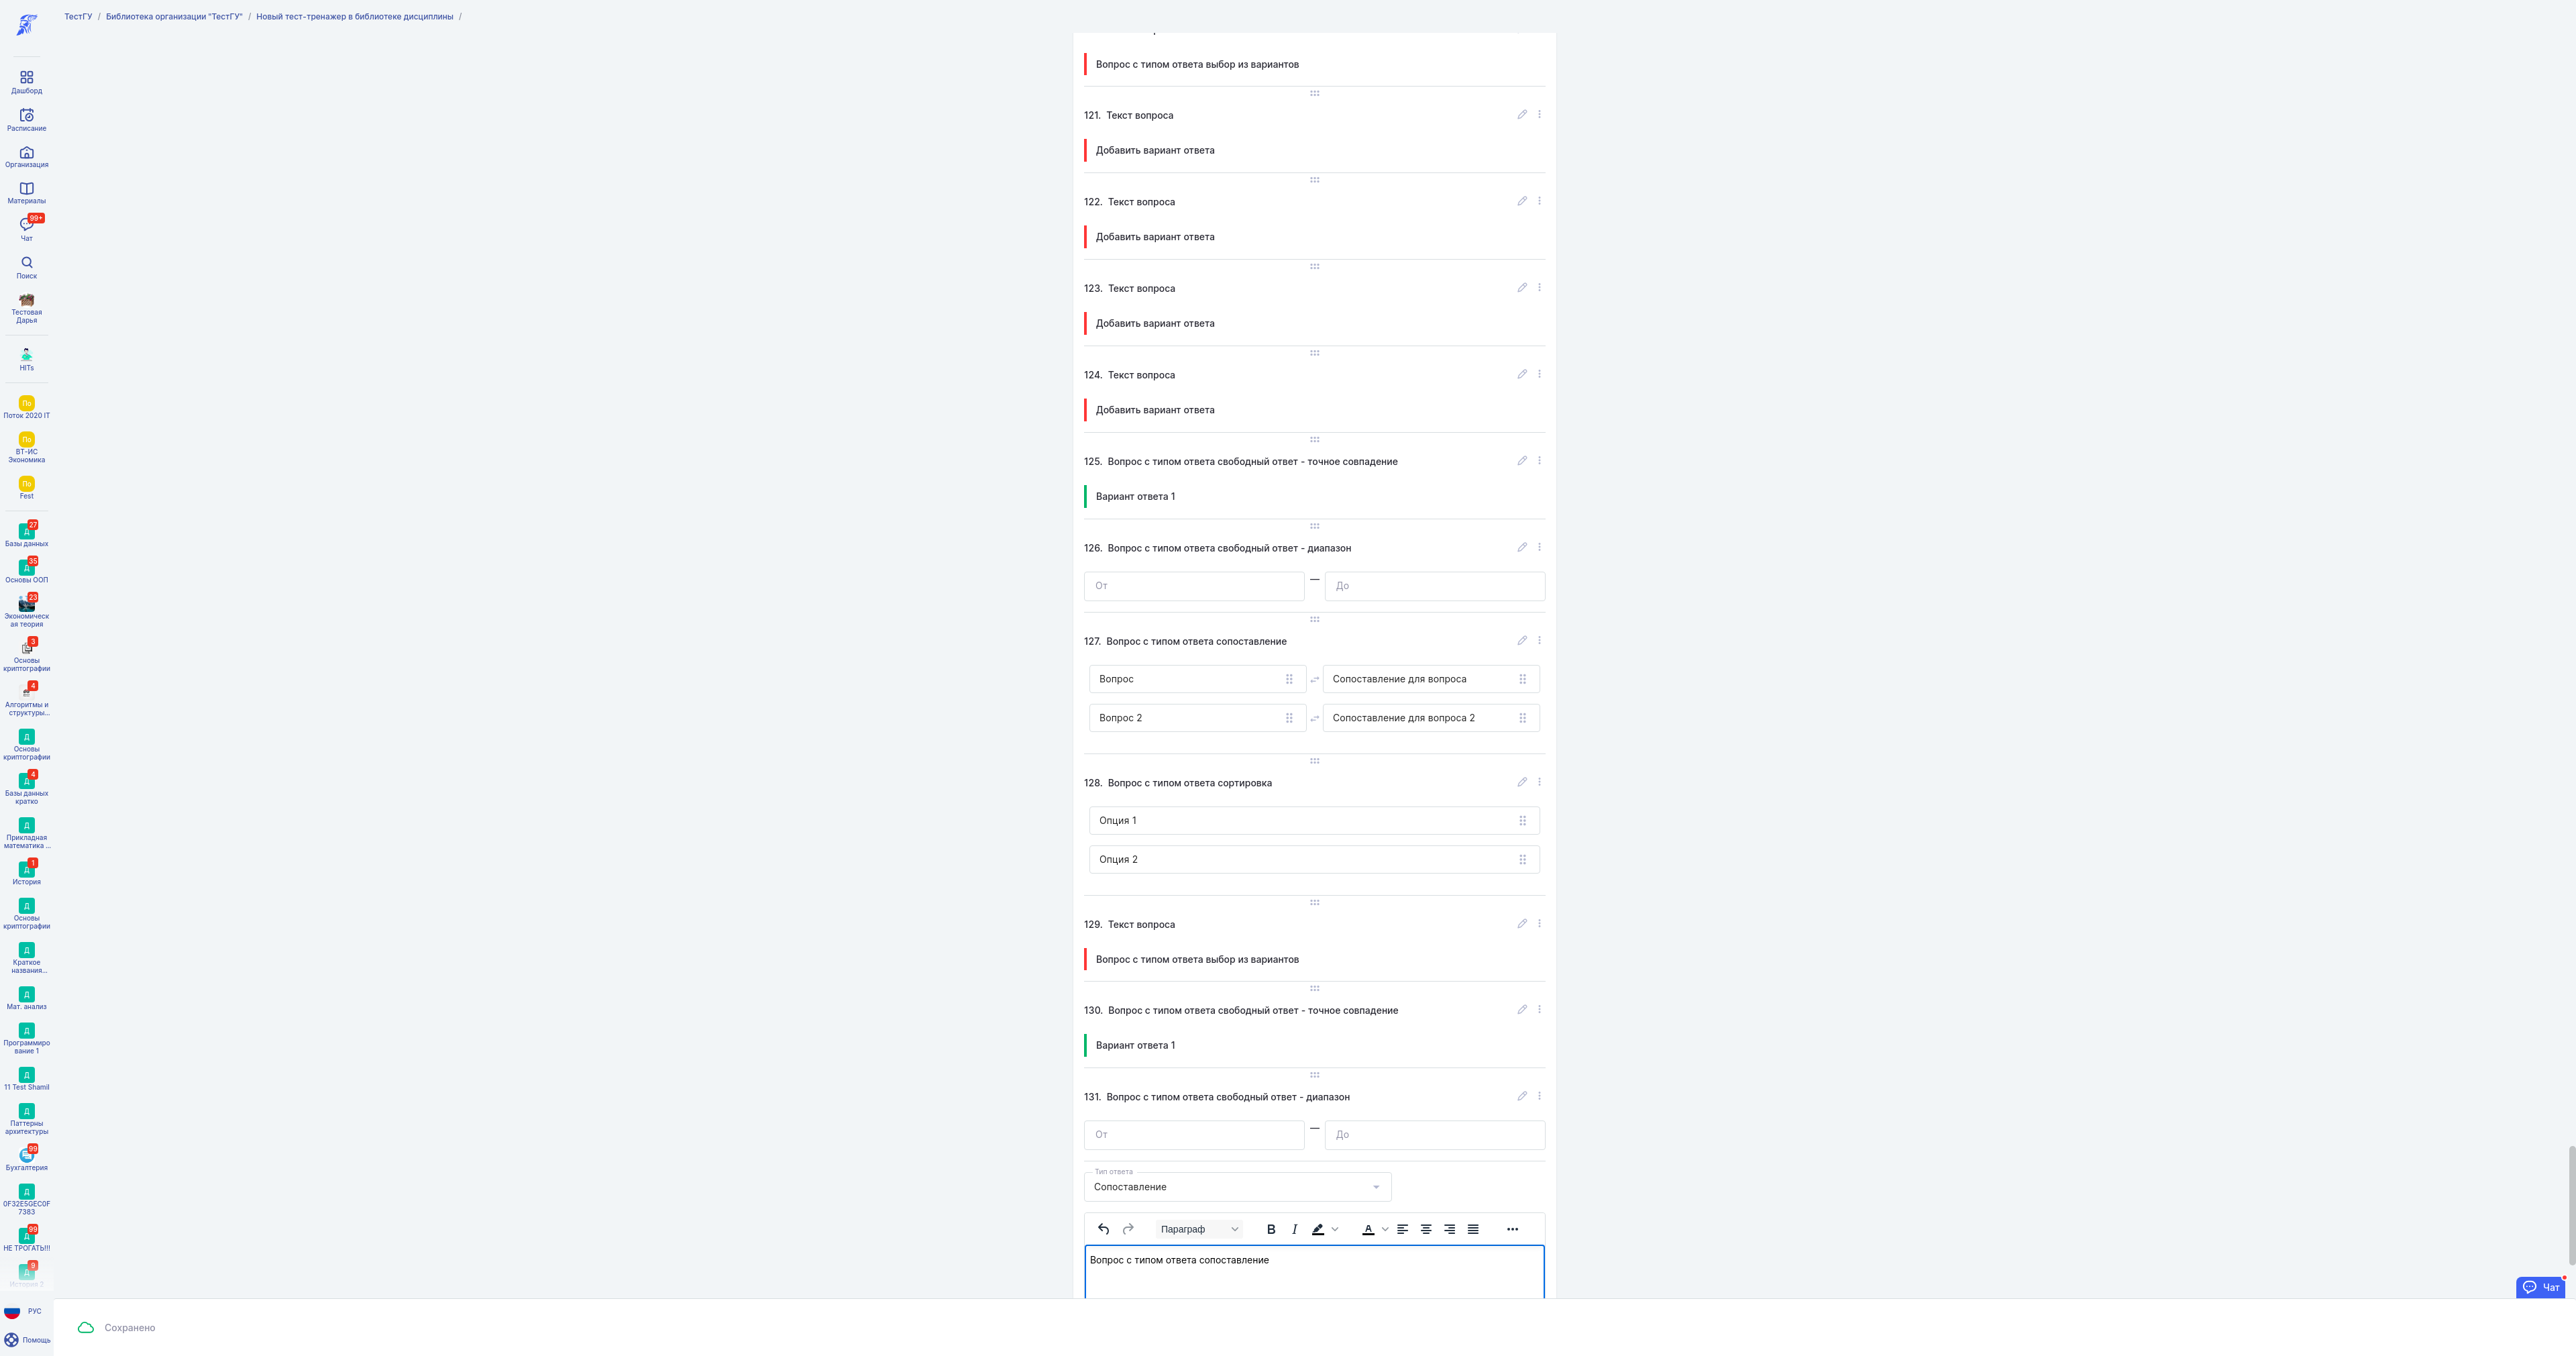 ТестГУ / Библиотека организации "ТестГУ" / Новый тест-тренажер в библиотеке дисциплины /
Дашборд
Расписание
Организация
Материалы
99+
Чат
Поиск
Тестовая
Дарья
HITs
По
Поток 2020 IT
По
ВТ-ИС
Экономика
По
Fest
27
Д
Базы данных
35
Д
Основы ООП
23
Экономическ
ая теория
3
Основы
криптографии
4
Алгоритмы и
структуры...
Д
Основы
криптографии
4
Д
Базы данных
кратко
Д
Прикладная
математика ...
1
Д
История
Д
Основы
криптографии
Д
Краткое
названия...
Д
Мат. анализ
Д
Программиро
вание 1
Д
11 Test Shamil
Д
Паттерны
архитектуры
99
Бухгалтерия
Д
0F32E5GEC0F
7383
99
Д
НЕ ТРОГАТЬ!!!
9
Д
История 2
РУС
Помощь
Вопрос с типом ответа выбор из вариантов
121. Текст вопроса
Добавить вариант ответа
122. Текст вопроса
Добавить вариант ответа
123. Текст вопроса
Добавить вариант ответа
124. Текст вопроса
Добавить вариант ответа
125. Вопрос с типом ответа свободный ответ - точное совпадение
Вариант ответа 1
126. Вопрос с типом ответа свободный ответ - диапазон
От — До
127. Вопрос с типом ответа сопоставление
Вопрос Сопоставление для вопроса
Вопрос 2 Сопоставление для вопроса 2
128. Вопрос с типом ответа сортировка
Опция 1
Опция 2
129. Текст вопроса
Вопрос с типом ответа выбор из вариантов
130. Вопрос с типом ответа свободный ответ - точное совпадение
Вариант ответа 1
131. Вопрос с типом ответа свободный ответ - диапазон
От — До
Тип ответа
Сопоставление
Параграф B I A
Вопрос с типом ответа сопоставление
Чат
Сохранено